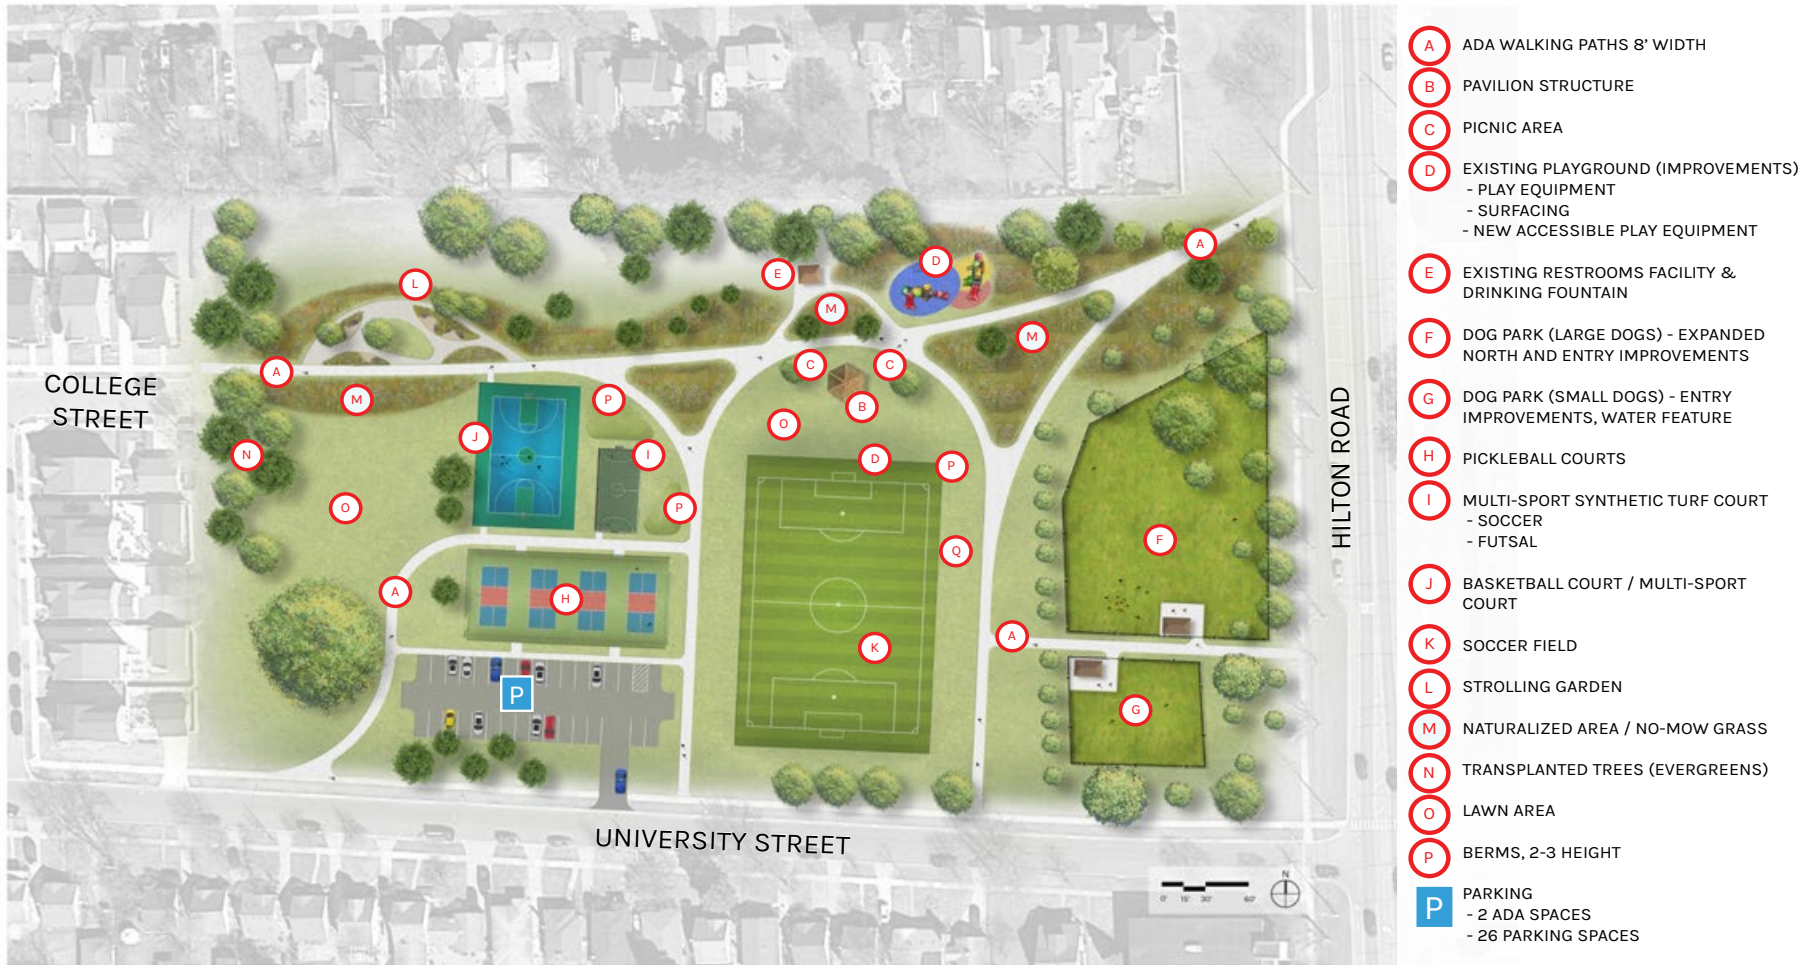 A ADA WALKING PATHS 8' WIDTH
B PAVILION STRUCTURE
C PICNIC AREA
D EXISTING PLAYGROUND (IMPROVEMENTS)
- PLAY EQUIPMENT
- SURFACING
- NEW ACCESSIBLE PLAY EQUIPMENT
E EXISTING RESTROOMS FACILITY &
DRINKING FOUNTAIN
F DOG PARK (LARGE DOGS) - EXPANDED
NORTH AND ENTRY IMPROVEMENTS
G DOG PARK (SMALL DOGS) - ENTRY
IMPROVEMENTS, WATER FEATURE
H PICKLEBALL COURTS
I MULTI-SPORT SYNTHETIC TURF COURT
- SOCCER
- FUTSAL
J BASKETBALL COURT / MULTI-SPORT
COURT
K SOCCER FIELD
L STROLLING GARDEN
M NATURALIZED AREA / NO-MOW GRASS
N TRANSPLANTED TREES (EVERGREENS)
O LAWN AREA
P BERMS, 2-3 HEIGHT
P PARKING
- 2 ADA SPACES
- 26 PARKING SPACES
A
D
E
L
M
M
C
C
A
M
P
B
O
J
N
I
D
P
O
P
Q
F
A
H
A
K
P
G
COLLEGE
STREET
HILTON ROAD
UNIVERSITY STREET
N
0' 15' 30' 60'